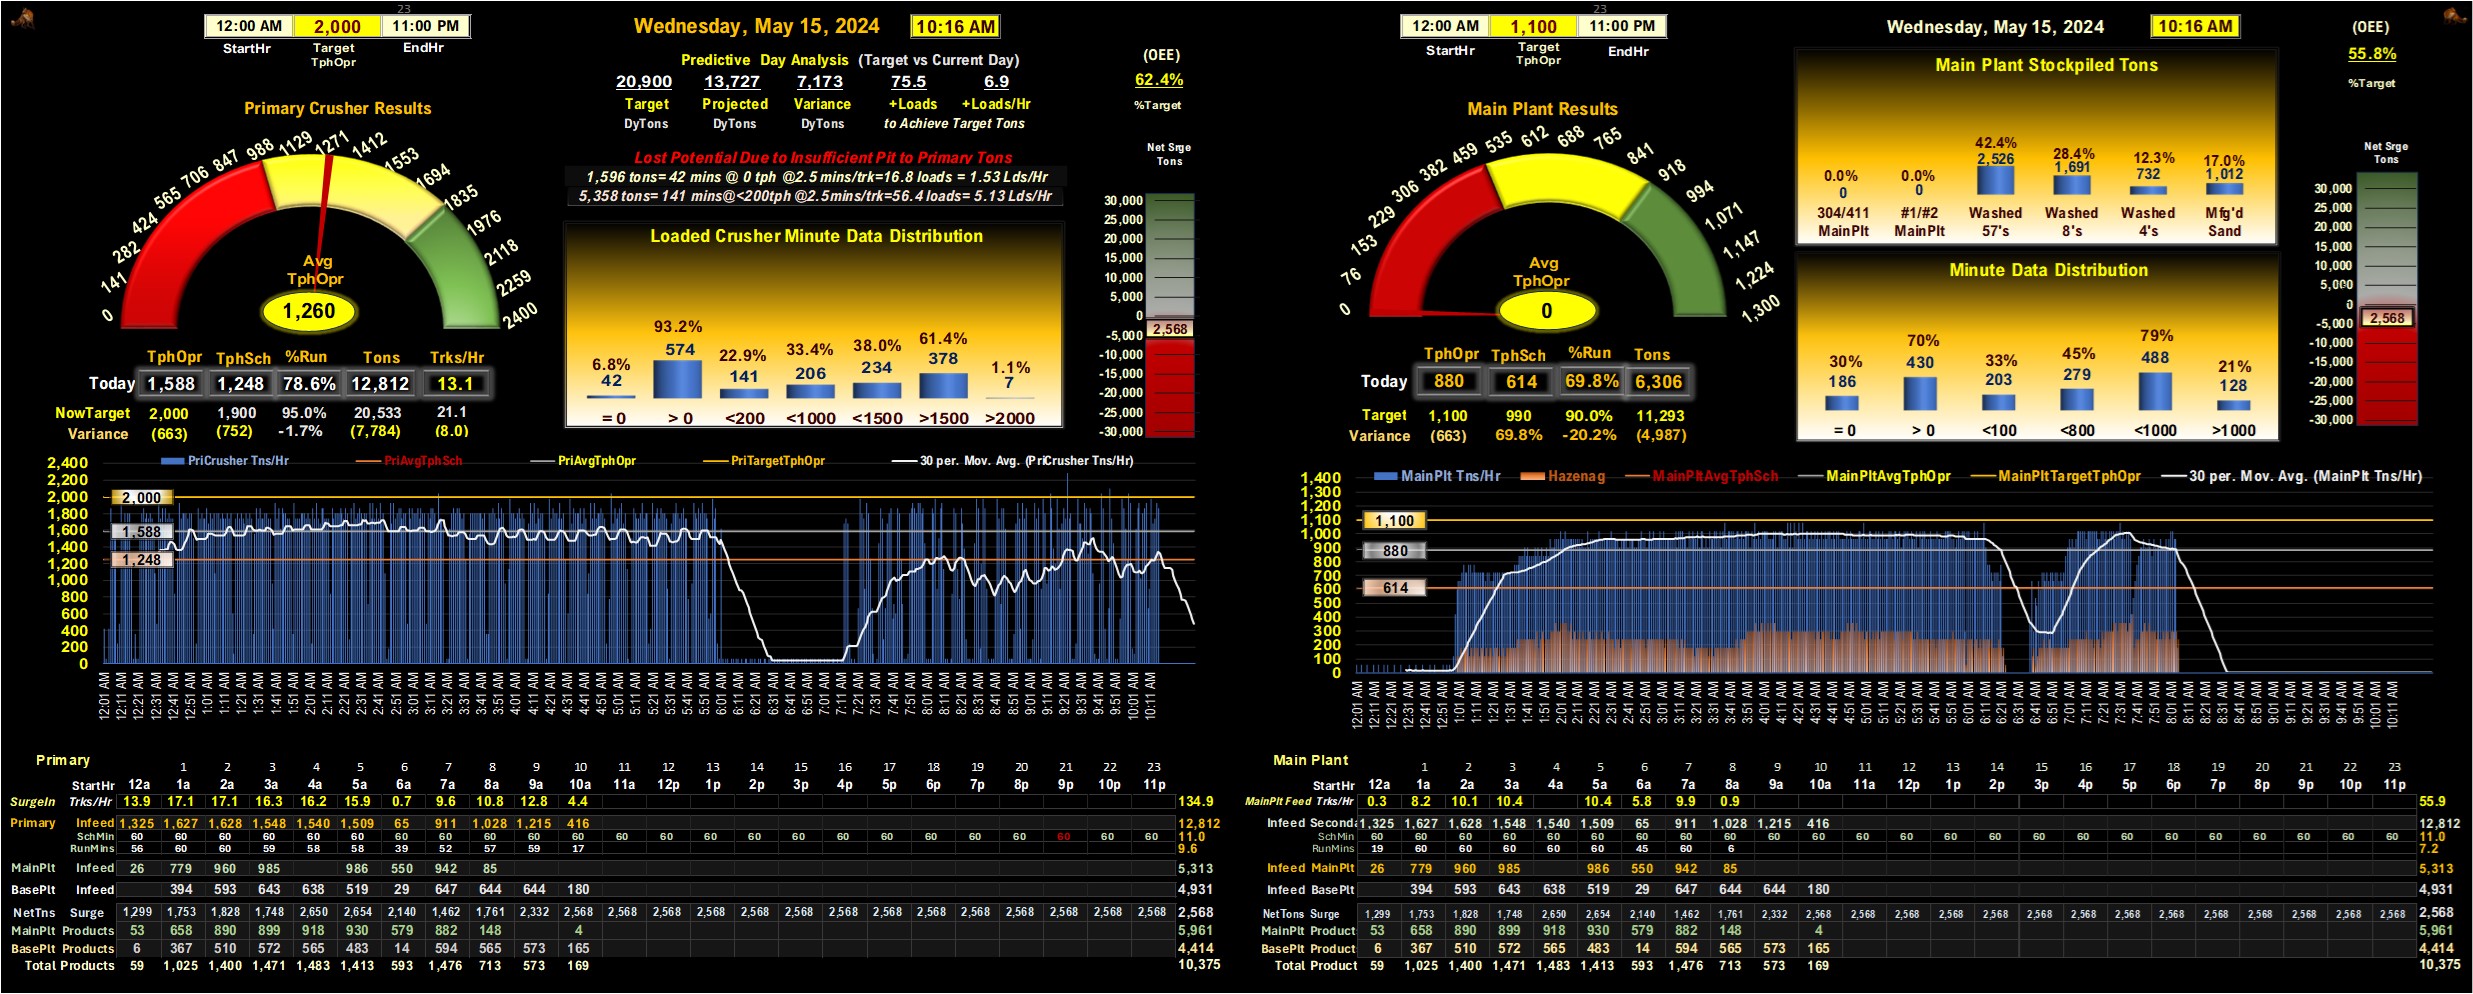 23
12:00 AM 2,000 11:00 PM
StartHr Target TphOpr EndHr
Wednesday, May 15, 2024 10:16 AM
Predictive Day Analysis (Target vs Current Day)
20,900 13,727 7,173 75.5 6.9
Target Projected Variance +Loads +Loads/Hr
DyTons DyTons DyTons to Achieve Target Tons
(OEE)
62.4%
%Target
Primary Crusher Results
0 141 282 424 565 706 847 988 1129 1271 1412 1553 1694 1835 1976 2118 2259 2400
Avg
TphOpr
1,260
Lost Potential Due to Insufficient Pit to Primary Tons
1,596 tons= 42 mins @ 0 tph @2.5 mins/trk=16.8 loads = 1.53 Lds/Hr
5,358 tons= 141 mins@<200tph @2.5mins/trk=56.4 loads= 5.13 Lds/Hr
Loaded Crusher Minute Data Distribution
6.8% 93.2% 22.9% 33.4% 38.0% 61.4% 1.1%
42 574 141 206 234 378 7
= 0 > 0 <200 <1000 <1500 >1500 >2000
Net Srge
Tons
30,000
25,000
20,000
15,000
10,000
5,000
0
2,568
-5,000
-10,000
-15,000
-20,000
-25,000
-30,000
TphOpr TphSch %Run Tons Trks/Hr
Today 1,588 1,248 78.6% 12,812 13.1
NowTarget 2,000 1,900 95.0% 20,533 21.1
Variance (663) (752) -1.7% (7,784) (8.0)
PriCrusher Tns/Hr PriAvgTphSch PriAvgTphOpr PriTargetTphOpr 30 per. Mov. Avg. (PriCrusher Tns/Hr)
2,400
2,200
2,000 2,000
1,800
1,600 1,588
1,400
1,200 1,248
1,000
800
600
400
200
0
12:01 AM 12:11 AM 12:21 AM 12:31 AM 12:41 AM 12:55 AM 1:01 AM 1:11 AM 1:21 AM 1:31 AM 1:41 AM 1:51 AM 2:01 AM 2:11 AM 2:21 AM 2:31 AM 2:41 AM 2:51 AM 3:01 AM 3:11 AM 3:21 AM 3:31 AM 3:41 AM 3:51 AM 4:01 AM 4:11 AM 4:21 AM 4:31 AM 4:41 AM 4:51 AM 5:01 AM 5:11 AM 5:21 AM 5:31 AM 5:41 AM 5:51 AM 6:01 AM 6:11 AM 6:21 AM 6:31 AM 6:41 AM 6:51 AM 7:01 AM 7:11 AM 7:21 AM 7:31 AM 7:41 AM 7:51 AM 8:01 AM 8:11 AM 8:21 AM 8:31 AM 8:41 AM 8:51 AM 9:01 AM 9:11 AM 9:21 AM 9:31 AM 9:41 AM 9:51 AM 10:01 AM 10:11 AM
Primary 1 2 3 4 5 6 7 8 9 10 11 12 13 14 15 16 17 18 19 20 21 22 23
StartHr 12a 1a 2a 3a 4a 5a 6a 7a 8a 9a 10a 11a 12p 1p 2p 3p 4p 5p 6p 7p 8p 9p 10p 11p
SurgeIn Trks/Hr 13.9 17.1 17.1 16.3 16.2 15.9 0.7 9.6 10.8 12.8 4.4 134.9
Primary Infeed 1,325 1,627 1,628 1,548 1,540 1,509 65 911 1,028 1,215 416 12,812
SchMin 60 60 60 60 60 60 60 60 60 60 60 60 60 60 60 60 60 60 60 60 60 60 60 60 11.0
RunMins 56 60 60 59 58 58 39 52 57 59 17 9.6
MainPlt Infeed 26 779 960 985 986 550 942 85 5,313
BasePlt Infeed 394 593 643 638 519 29 647 644 644 180 4,931
NetTns Surge 1,299 1,753 1,828 1,748 2,650 2,654 2,140 1,462 1,761 2,332 2,568 2,568 2,568 2,568 2,568 2,568 2,568 2,568 2,568 2,568 2,568 2,568 2,568 2,568 2,568
MainPlt Products 53 658 890 899 918 930 579 882 148 4 5,961
BasePlt Products 6 367 510 572 565 483 14 594 565 573 165 4,414
Total Products 59 1,025 1,400 1,471 1,483 1,413 593 1,476 713 573 169 10,375
23
12:00 AM 1,100 11:00 PM
StartHr Target TphOpr EndHr
Wednesday, May 15, 2024 10:16 AM
(OEE)
55.8%
%Target
Main Plant Results
0 76 153 229 306 382 459 535 612 688 765 841 918 994 1,071 1,147 1,224 1,300
Avg
TphOpr
0
Main Plant Stockpiled Tons
0.0% 0.0% 42.4% 28.4% 12.3% 17.0%
0 0 2,526 1,691 732 1,012
304/411 #1/#2 Washed Washed Washed Mfg'd
MainPlt MainPlt 57's 8's 4's Sand
Minute Data Distribution
30% 70% 33% 45% 79% 21%
186 430 203 279 488 128
= 0 > 0 <100 <800 <1000 >1000
Net Srge
Tons
30,000
25,000
20,000
15,000
10,000
5,000
0
2,568
-5,000
-10,000
-15,000
-20,000
-25,000
-30,000
TphOpr TphSch %Run Tons
Today 880 614 69.8% 6,306
Target 1,100 990 90.0% 11,293
Variance (663) 69.8% -20.2% (4,987)
MainPlt Tns/Hr Hazenag MainPltAvgTphSch MainPltAvgTphOpr MainPltTargetTphOpr 30 per. Mov. Avg. (MainPlt Tns/Hr)
1,400
1,300
1,200
1,100 1,100
1,000
900 880
800
700
600 614
500
400
300
200
100
0
12:01 AM 12:11 AM 12:21 AM 12:31 AM 12:51 AM 1:01 AM 1:11 AM 1:21 AM 1:31 AM 1:41 AM 1:51 AM 2:01 AM 2:11 AM 2:21 AM 2:31 AM 2:41 AM 2:51 AM 3:01 AM 3:11 AM 3:21 AM 3:31 AM 3:41 AM 3:51 AM 4:01 AM 4:11 AM 4:21 AM 4:31 AM 4:41 AM 4:51 AM 5:01 AM 5:11 AM 5:21 AM 5:31 AM 5:41 AM 5:51 AM 6:01 AM 6:11 AM 6:21 AM 6:31 AM 6:41 AM 6:51 AM 7:01 AM 7:11 AM 7:21 AM 7:31 AM 7:41 AM 7:51 AM 8:01 AM 8:11 AM 8:21 AM 8:31 AM 8:41 AM 8:51 AM 9:01 AM 9:11 AM 9:21 AM 9:31 AM 9:41 AM 9:51 AM 10:01 AM 10:11 AM
Main Plant 1 2 3 4 5 6 7 8 9 10 11 12 13 14 15 16 17 18 19 20 21 22 23
StartHr 12a 1a 2a 3a 4a 5a 6a 7a 8a 9a 10a 11a 12p 1p 2p 3p 4p 5p 6p 7p 8p 9p 10p 11p
MainPlt Feed Trks/Hr 0.3 8.2 10.1 10.4 10.4 5.8 9.9 0.9 55.9
Infeed Seconda 1,325 1,627 1,628 1,548 1,540 1,509 65 911 1,028 1,215 416 12,812
SchMin 60 60 60 60 60 60 60 60 60 60 60 60 60 60 60 60 60 60 60 60 60 60 60 60 11.0
RunMins 19 60 60 60 60 60 45 60 6 7.2
Infeed MainPlt 26 779 960 985 986 550 942 85 5,313
Infeed BasePlt 394 593 643 638 519 29 647 644 644 180 4,931
NetTons Surge 1,299 1,753 1,828 1,748 2,650 2,654 2,140 1,462 1,761 2,332 2,568 2,568 2,568 2,568 2,568 2,568 2,568 2,568 2,568 2,568 2,568 2,568 2,568 2,568 2,568
MainPlt Product 53 658 890 899 918 930 579 882 148 4 5,961
BasePlt Product 6 367 510 572 565 483 14 594 565 573 165 4,414
Total Product 59 1,025 1,400 1,471 1,483 1,413 593 1,476 713 573 169 10,375